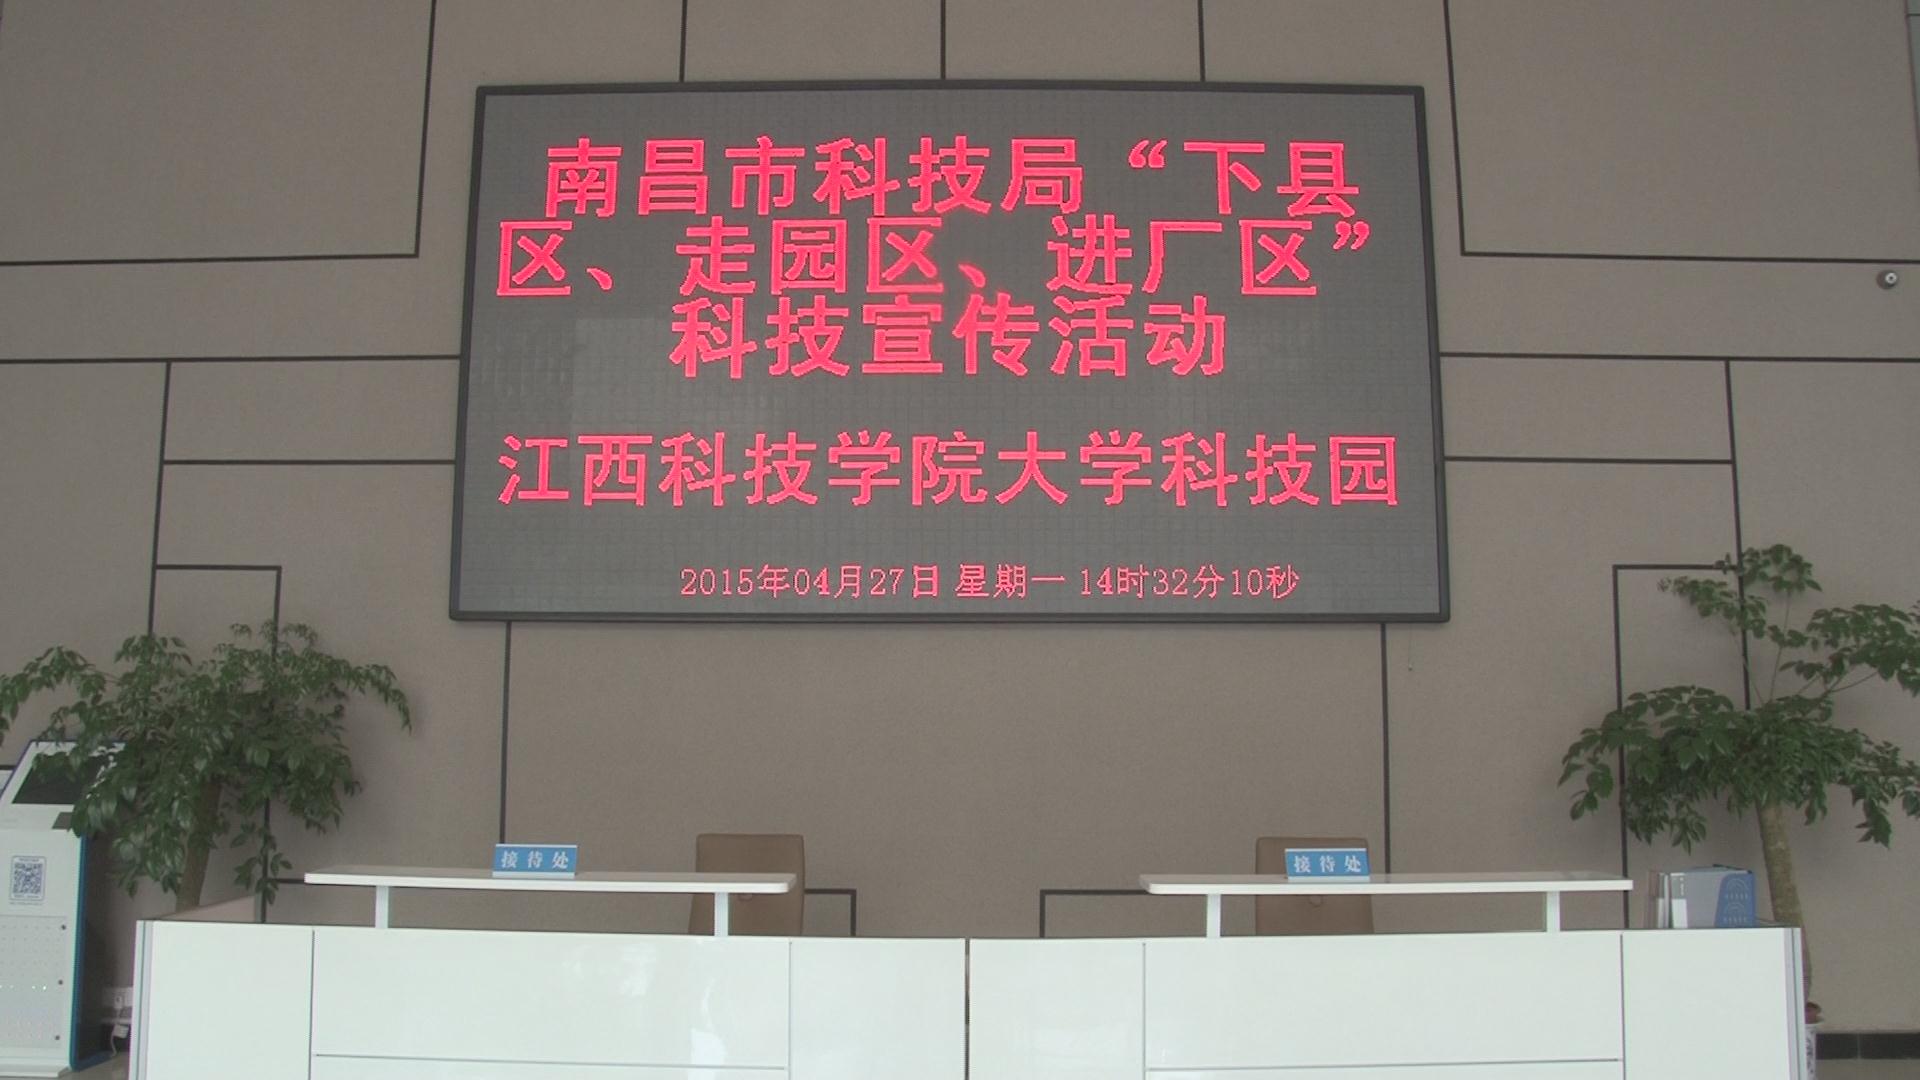 南昌市科技局“下县
区、走园区、进厂区”
科技宣传活动
江西科技学院大学科技园
2015年04月27日 星期一 14时32分10秒
接待处
接待处